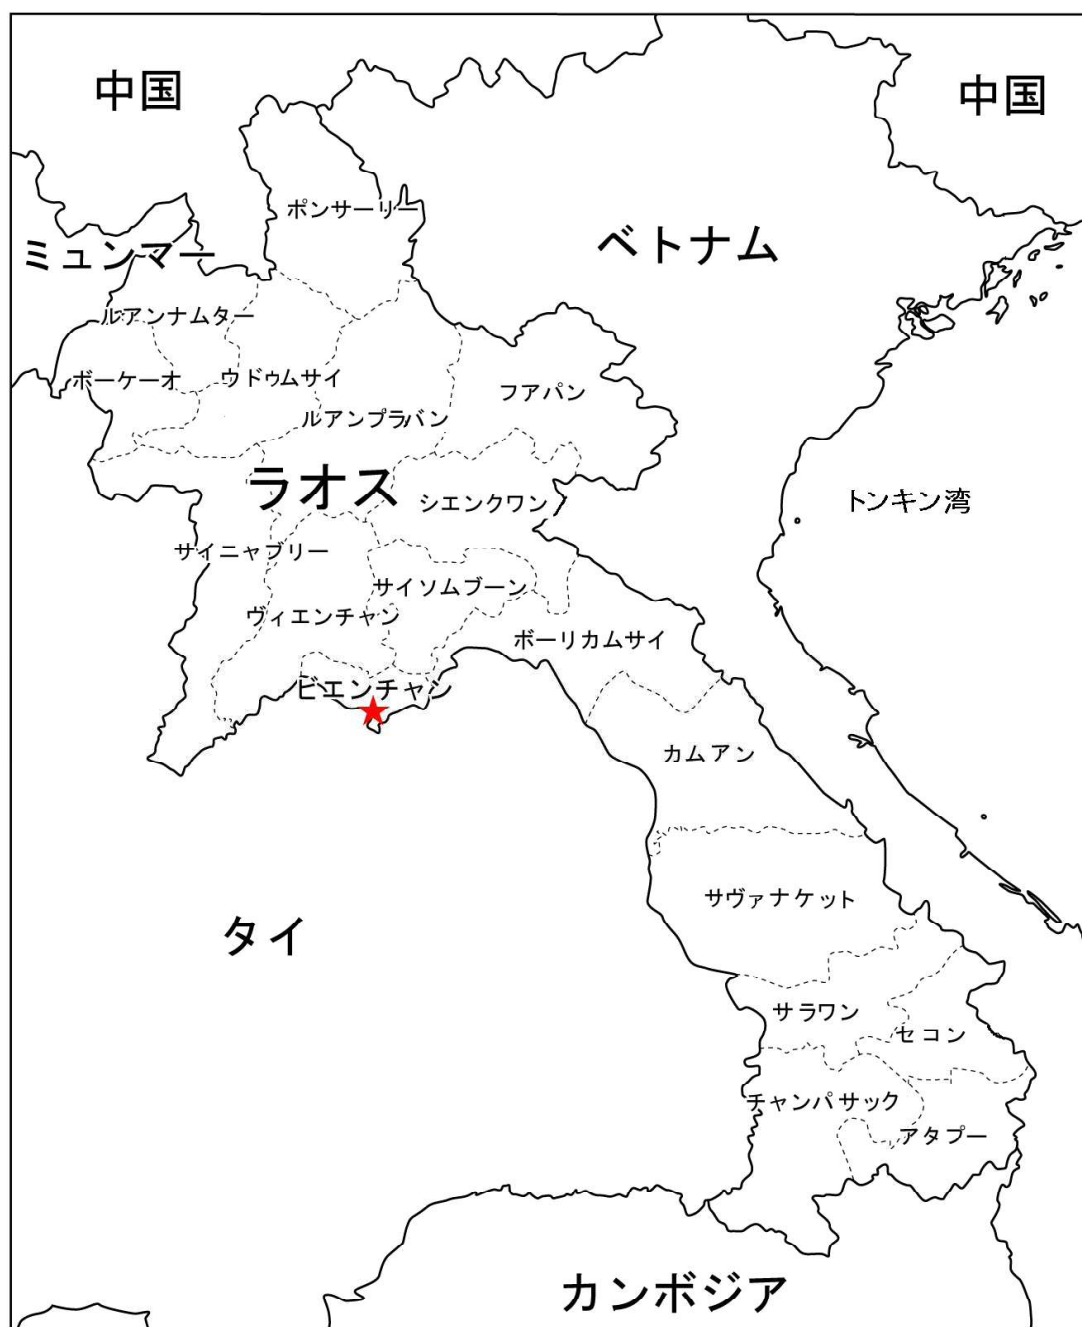 中国
中国
ポンサーリー
ベトナム
ミュンマー
ルアンナムター
ボーケーオ
ウドゥムサイ
フアパン
ルアンプラバン
ラオス
シエンクワン
トンキン湾
サイニャブリー
サイソムブーン
ヴィエンチャン
ボーリカムサイ
ビエンチャン
カムアン
サヴァナケット
タイ
サラワン
セコン
チャンパサック
アタプー
カンボジア